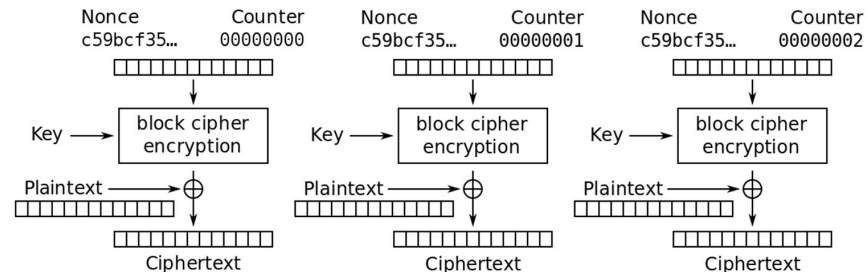 Nonce Counter
c59bcf35… 00000000
Key
block cipher
encryption
Plaintext
Ciphertext
Nonce Counter
c59bcf35… 00000001
Key
block cipher
encryption
Plaintext
Ciphertext
Nonce Counter
c59bcf35… 00000002
Key
block cipher
encryption
Plaintext
Ciphertext